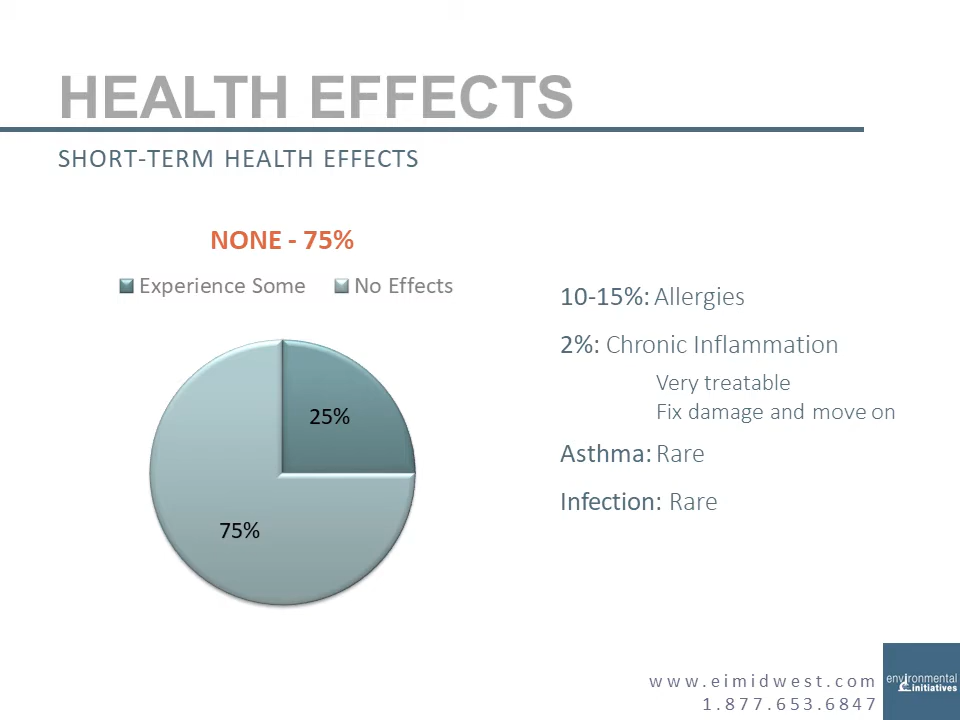 HEALTH EFFECTS
SHORT-TERM HEALTH EFFECTS
NONE - 75%
Experience Some No Effects
25%
75%
10-15%: Allergies
2%: Chronic Inflammation
Very treatable
Fix damage and move on
Asthma: Rare
Infection: Rare
www.eimidwest.com
1.877.653.6847
environmental
initiatives